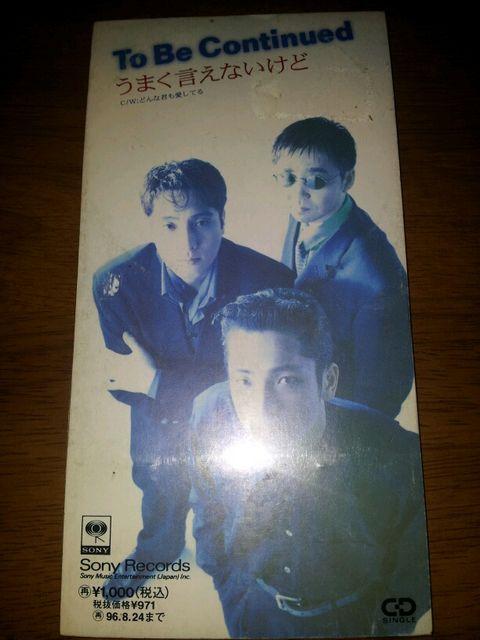 To Be Continued
うまく言えないけど
C/W:どんな君も愛してる
SONY
Sony Records
Sony Music Entertainment (Japan) Inc.
再 ¥1,000(税込)
税抜価格¥971
再 96.8.24まで
CD
SINGLE